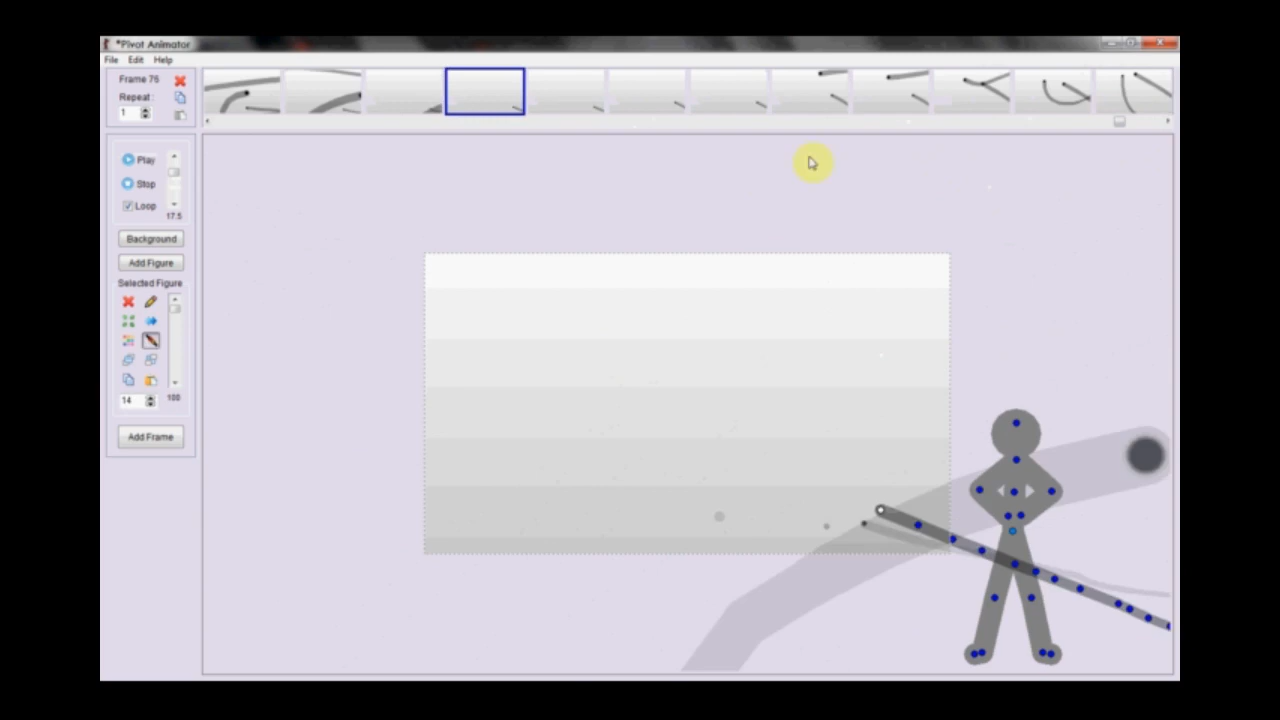 *Pivot Animator
File Edit Help
Frame 76
Repeat:
1
Play
Stop
Loop
17.5
Background
Add Figure
Selected Figure
14
100
Add Frame